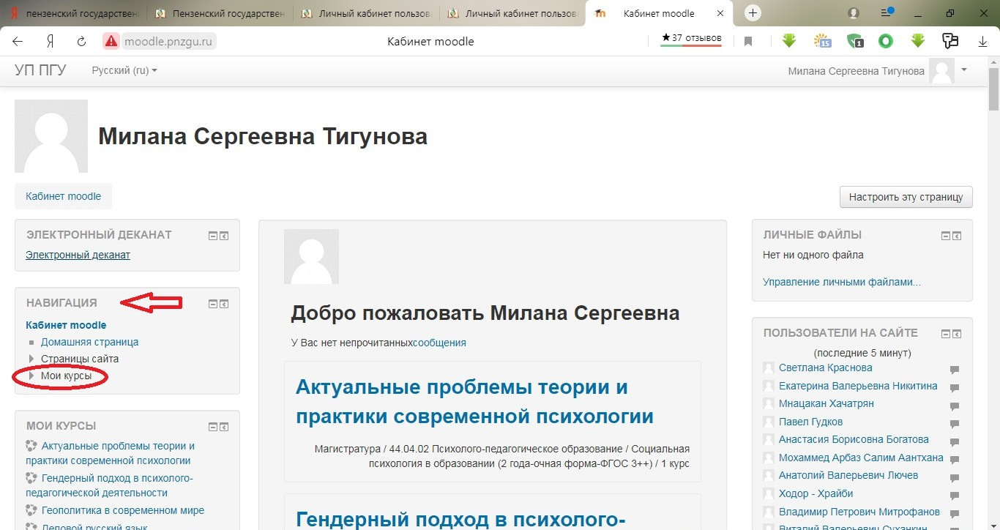 пензенский государствен
Пензенский государствен
Личный кабинет пользова
Личный кабинет пользова
Кабинет moodle
moodle.pnzgu.ru
Кабинет moodle
★37 отзывов
15
1
УП ПГУ
Русский (ru)
Милана Сергеевна Тигунова
Милана Сергеевна Тигунова
Кабинет moodle
Настроить эту страницу
ЭЛЕКТРОННЫЙ ДЕКАНАТ
Электронный деканат
НАВИГАЦИЯ
Кабинет moodle
Домашняя страница
Страницы сайта
Мои курсы
МОИ КУРСЫ
Актуальные проблемы теории и
практики современной психологии
Гендерный подход в психолого-
педагогической деятельности
Геополитика в современном мире
Деловой русский язык
Добро пожаловать Милана Сергеевна
У Вас нет непрочитанныхсообщения
Актуальные проблемы теории и
практики современной психологии
Магистратура / 44.04.02 Психолого-педагогическое образование / Социальная
психология в образовании (2 года-очная форма-ФГОС 3++) / 1 курс
Гендерный подход в психолого-
ЛИЧНЫЕ ФАЙЛЫ
Нет ни одного файла
Управление личными файлами...
ПОЛЬЗОВАТЕЛИ НА САЙТЕ
(последние 5 минут)
Светлана Краснова
Екатерина Валерьевна Никитина
Мнацакан Хачатрян
Павел Гудков
Анастасия Борисовна Богатова
Мохаммед Арбаз Салим Аантхана
Анатолий Валерьевич Лючев
Ходор - Храйби
Владимир Петрович Митрофанов
Виталий Валерьевич Суханкин